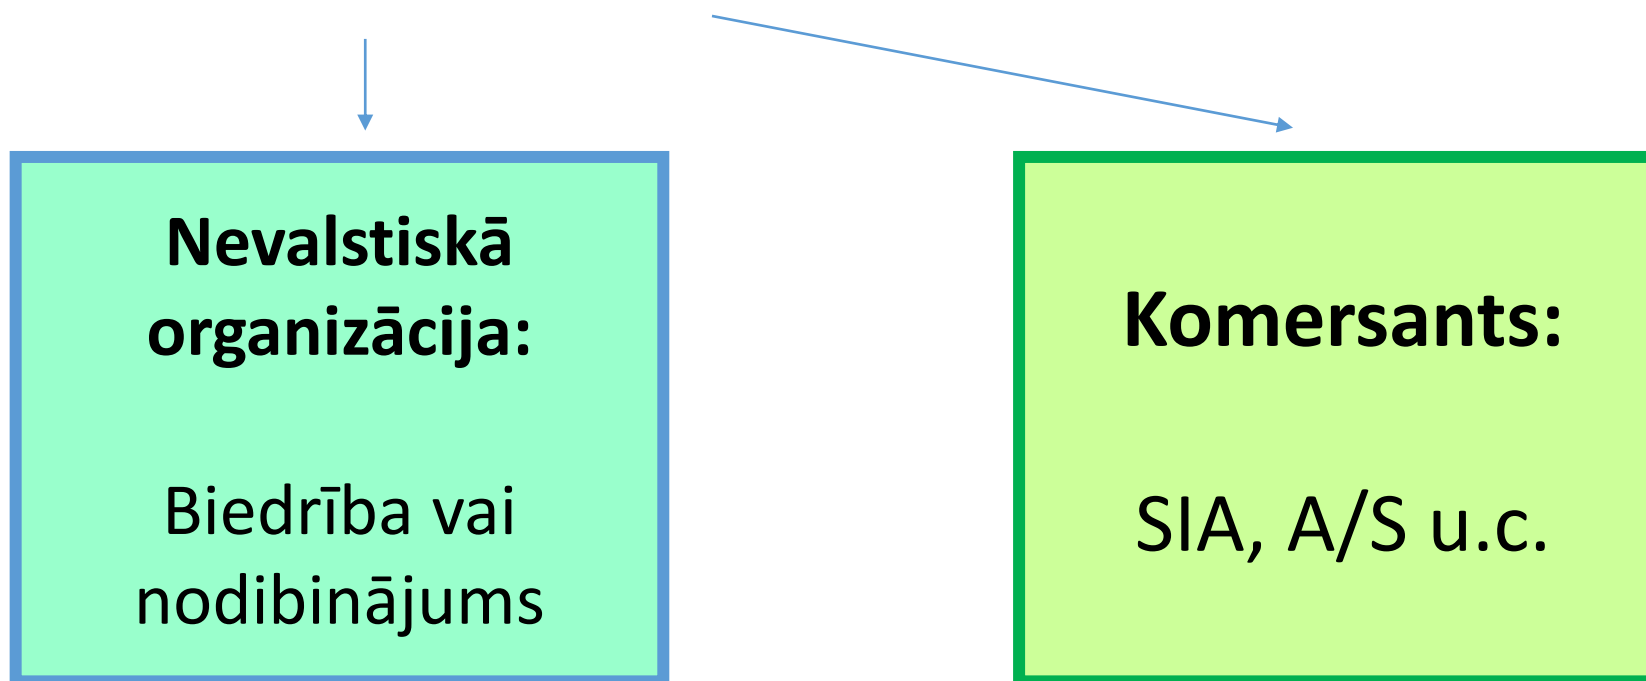 Nevalstiskā
organizācija:
Biedrība vai
nodibinājums
Komersants:
SIA, A/S u.c.